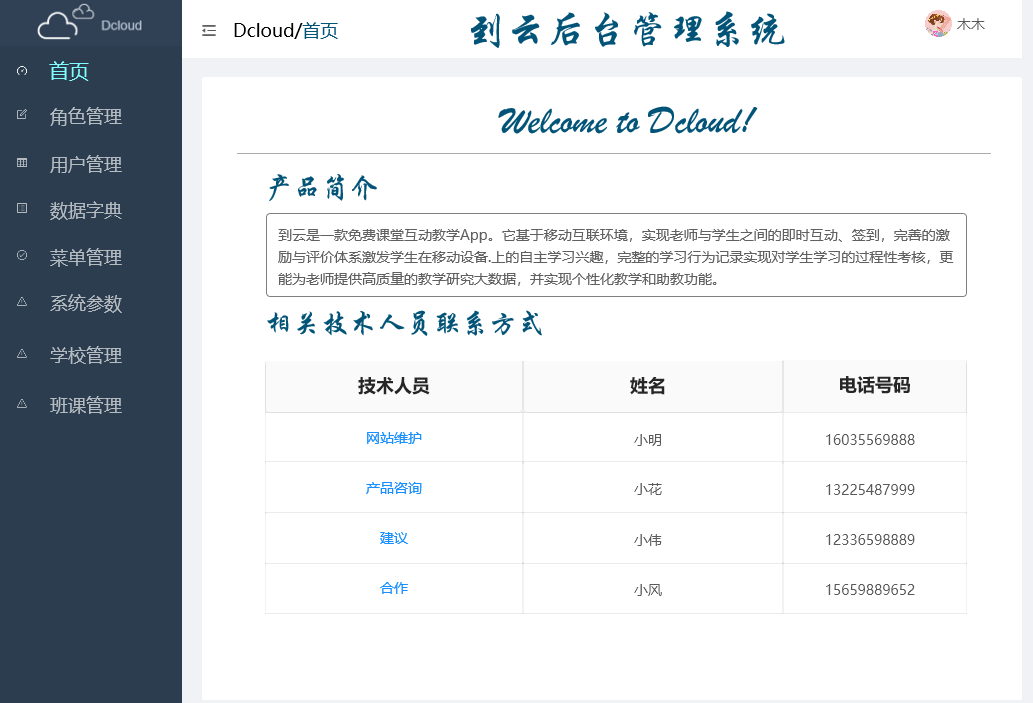 Dcloud
首页
角色管理
用户管理
数据字典
菜单管理
系统参数
学校管理
班课管理
Dcloud/首页
到云后台管理系统
木木
Welcome to Dcloud!
产品简介
到云是一款免费课堂互动教学App。它基于移动互联环境，实现老师与学生之间的即时互动、签到，完善的激
励与评价体系激发学生在移动设备.上的自主学习兴趣，完整的学习行为记录实现对学生学习的过程性考核，更
能为老师提供高质量的教学研究大数据，并实现个性化教学和助教功能。
相关技术人员联系方式
技术人员 姓名 电话号码
网站维护 小明 16035569888
产品咨询 小花 13225487999
建议 小伟 12336598889
合作 小风 15659889652